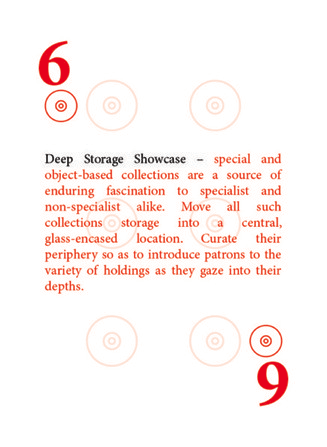 6
Deep Storage Showcase – special and
object-based collections are a source of
enduring fascination to specialist and
non-specialist alike. Move all such
collections storage into a central,
glass-encased location. Curate their
periphery so as to introduce patrons to the
variety of holdings as they gaze into their
depths.
6